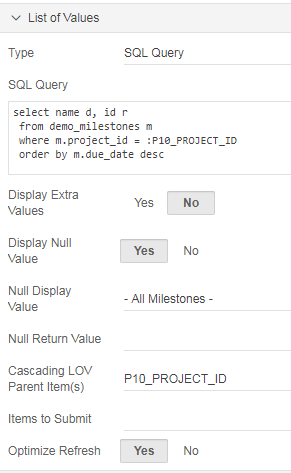 List of Values
Type SQL Query
SQL Query
select name d, id r
from demo_milestones m
where m.project_id = :P10_PROJECT_ID
order by m.due_date desc
Display Extra
Values
Yes No
Display Null
Value
Yes No
Null Display
Value
- All Milestones -
Null Return Value
Cascading LOV
Parent Item(s)
P10_PROJECT_ID
Items to Submit
Optimize Refresh Yes No